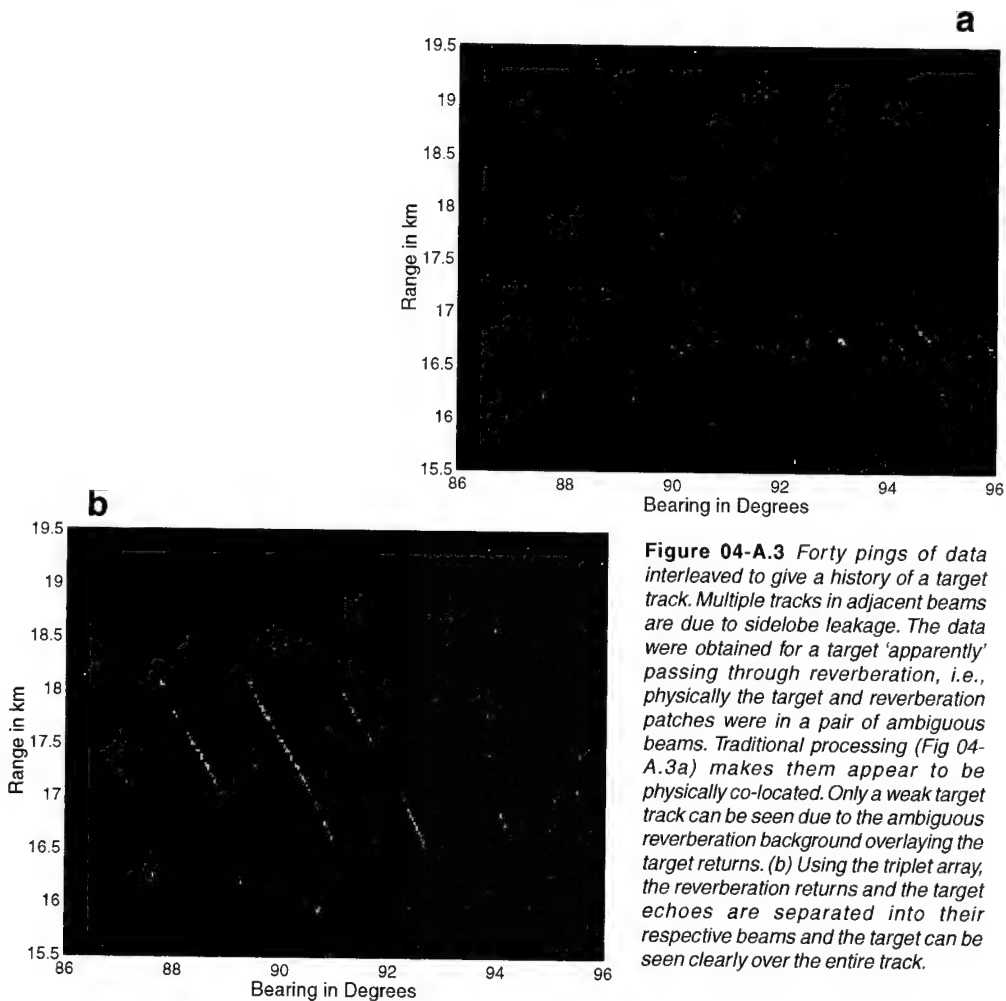 a
19.5
19
18.5
18
17.5
17
16.5
16
15.5
Range in km
86
88
90
92
94
96
Bearing in Degrees
b
19.5
19
18.5
18
17.5
17
16.5
16
15.5
Range in km
86
88
90
92
94
96
Bearing in Degrees
Figure 04-A.3 Forty pings of data
interleaved to give a history of a target
track. Multiple tracks in adjacent beams
are due to sidelobe leakage. The data
were obtained for a target 'apparently'
passing through reverberation, i.e.,
physically the target and reverberation
patches were in a pair of ambiguous
beams. Traditional processing (Fig 04-
A.3a) makes them appear to be
physically co-located. Only a weak target
track can be seen due to the ambiguous
reverberation background overlaying the
target returns. (b) Using the triplet array,
the reverberation returns and the target
echoes are separated into their
respective beams and the target can be
seen clearly over the entire track.